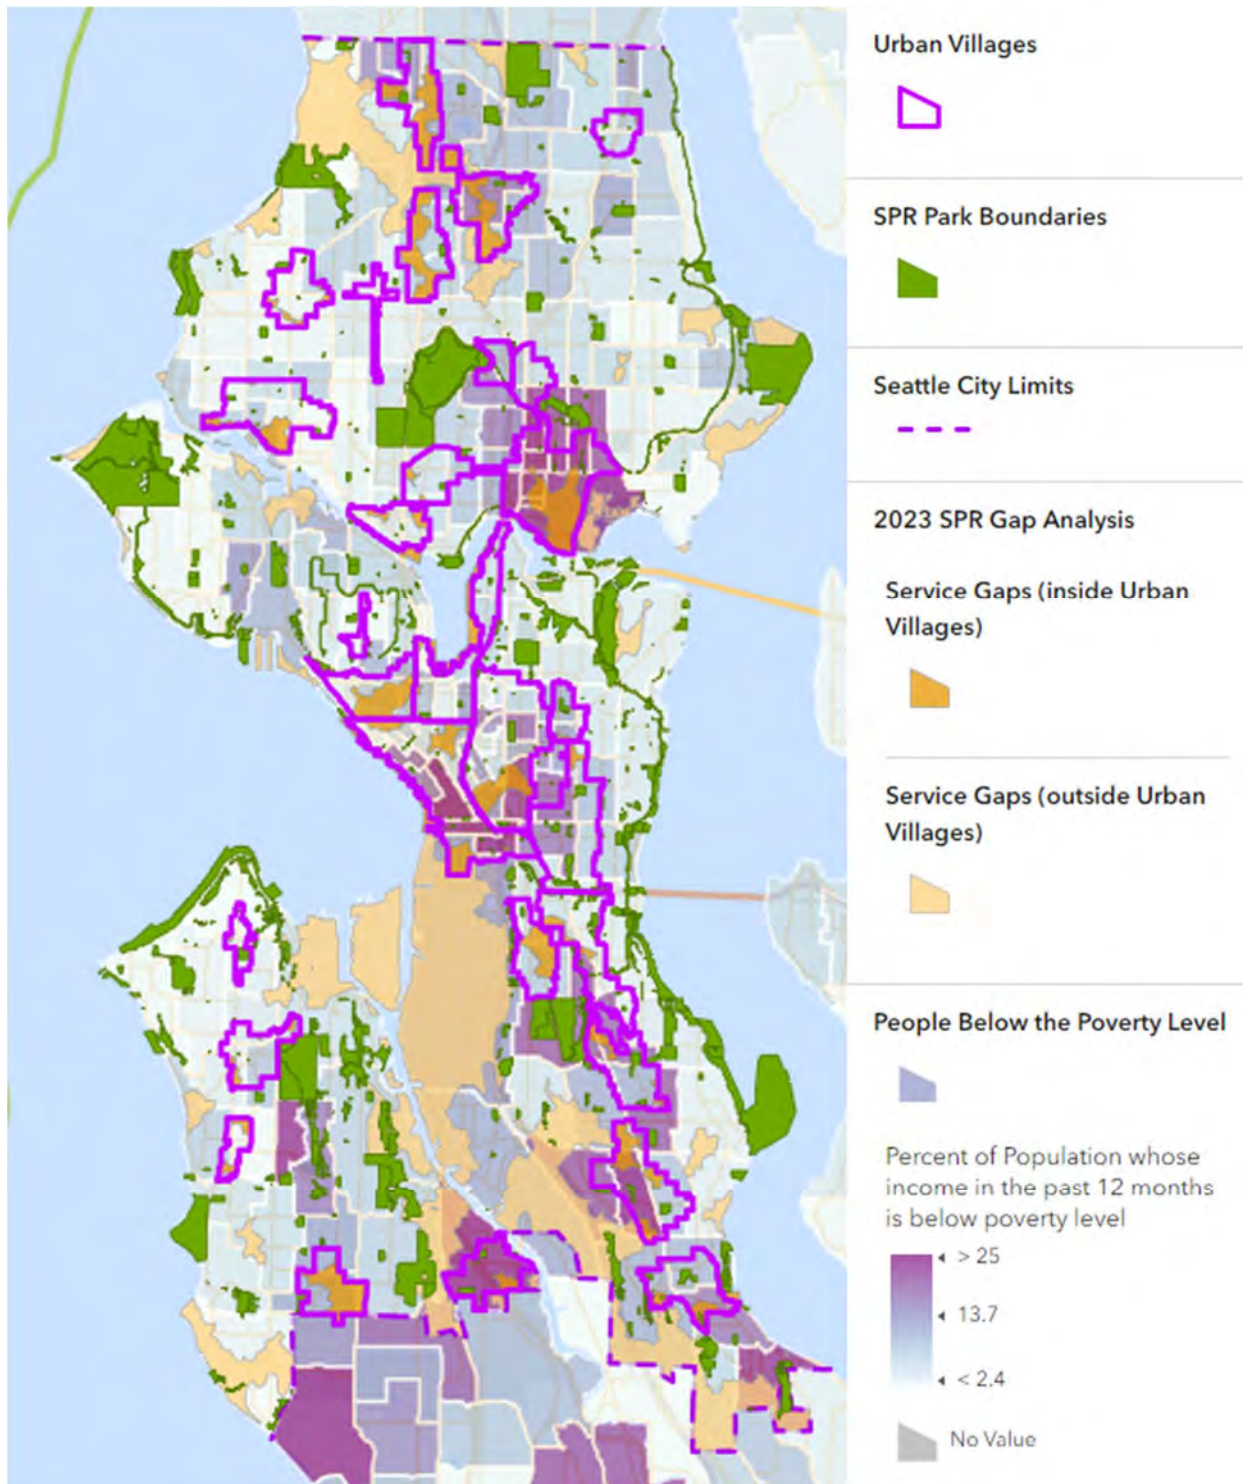 Urban Villages
SPR Park Boundaries
Seattle City Limits
2023 SPR Gap Analysis
Service Gaps (inside Urban
Villages)
Service Gaps (outside Urban
Villages)
People Below the Poverty Level
Percent of Population whose
income in the past 12 months
is below poverty level
> 25
13.7
< 2.4
No Value